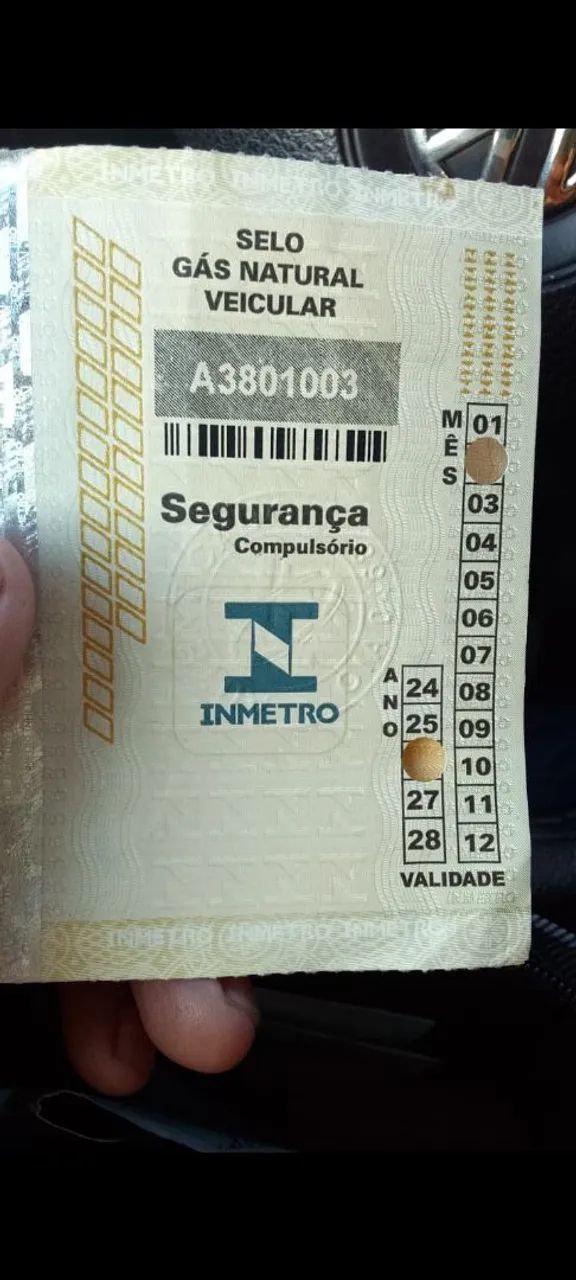 INMETRO INMETRO INMETRO
SELO
GÁS NATURAL
VEICULAR
A3801003
Segurança
Compulsório
INMETRO
MÊS
01
03
04
05
06
07
08
09
10
11
12
ANO
24
25
27
28
VALIDADE
INMETRO INMETRO INMETRO